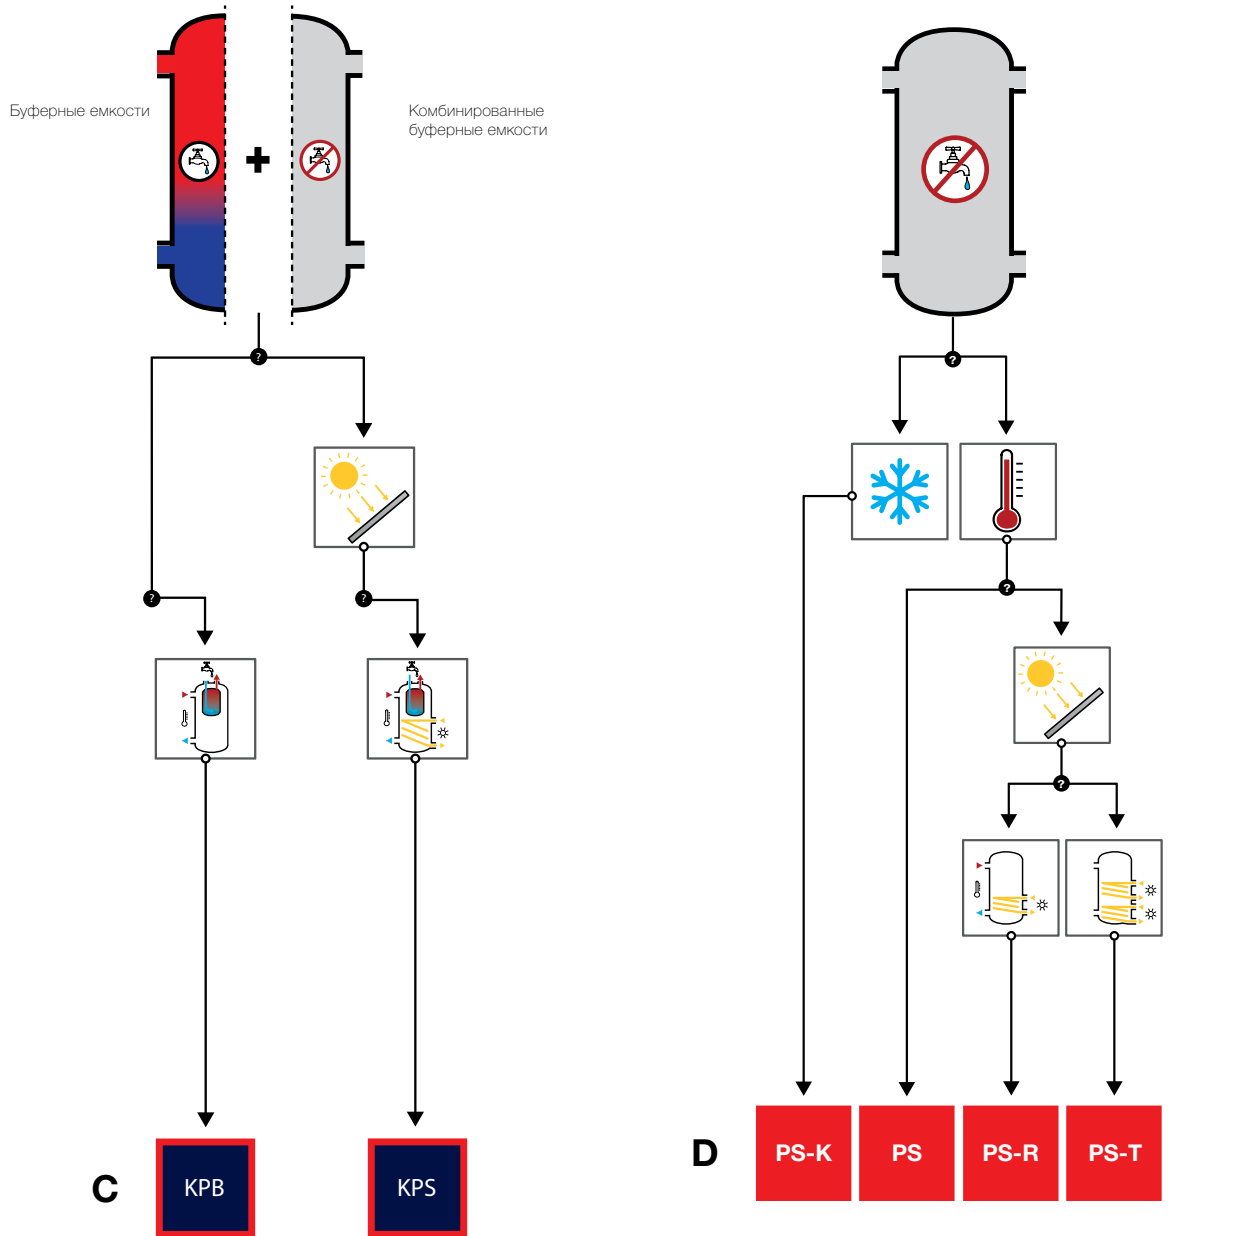 Буферные емкости
Комбинированные
буферные емкости
?
?
?
?
?
?
C
KPB
KPS
D
PS-K
PS
PS-R
PS-T